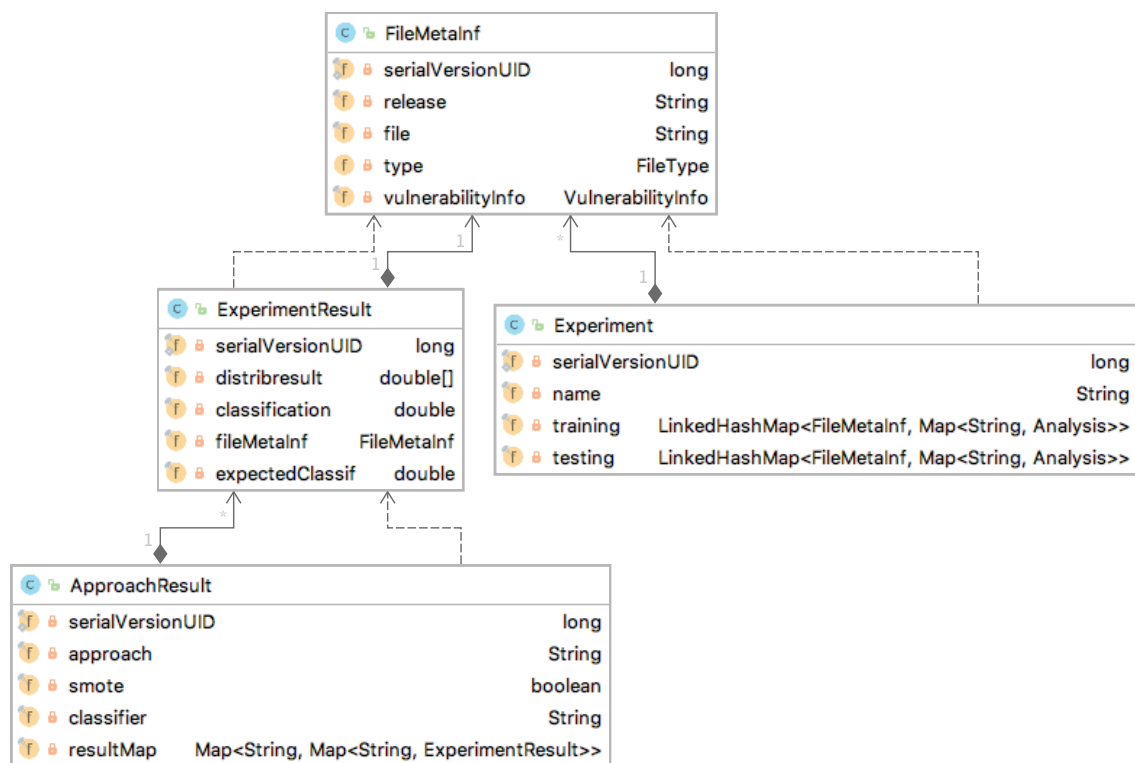 C FileMetaInf
f serialVersionUID long
f release String
f file String
f type FileType
f vulnerabilityInfo VulnerabilityInfo
1 *
1 1
C ExperimentResult
f serialVersionUID long
f distribresult double[]
f classification double
f fileMetaInf FileMetaInf
f expectedClassif double
C Experiment
f serialVersionUID long
f name String
f training LinkedHashMap<FileMetaInf, Map<String, Analysis>>
f testing LinkedHashMap<FileMetaInf, Map<String, Analysis>>
*
1
C ApproachResult
f serialVersionUID long
f approach String
f smote boolean
f classifier String
f resultMap Map<String, Map<String, ExperimentResult>>